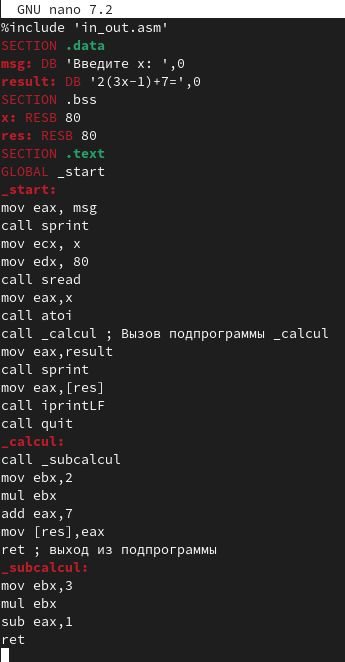 GNU nano 7.2
%include 'in_out.asm'
SECTION .data
msg: DB 'Введите x: ',0
result: DB '2(3x-1)+7=',0
SECTION .bss
x: RESB 80
res: RESB 80
SECTION .text
GLOBAL _start
_start:
mov eax, msg
call sprint
mov ecx, x
mov edx, 80
call sread
mov eax,x
call atoi
call _calcul ; Вызов подпрограммы _calcul
mov eax,result
call sprint
mov eax,[res]
call iprintLF
call quit
_calcul:
call _subcalcul
mov ebx,2
mul ebx
add eax,7
mov [res],eax
ret ; выход из подпрограммы
_subcalcul:
mov ebx,3
mul ebx
sub eax,1
ret